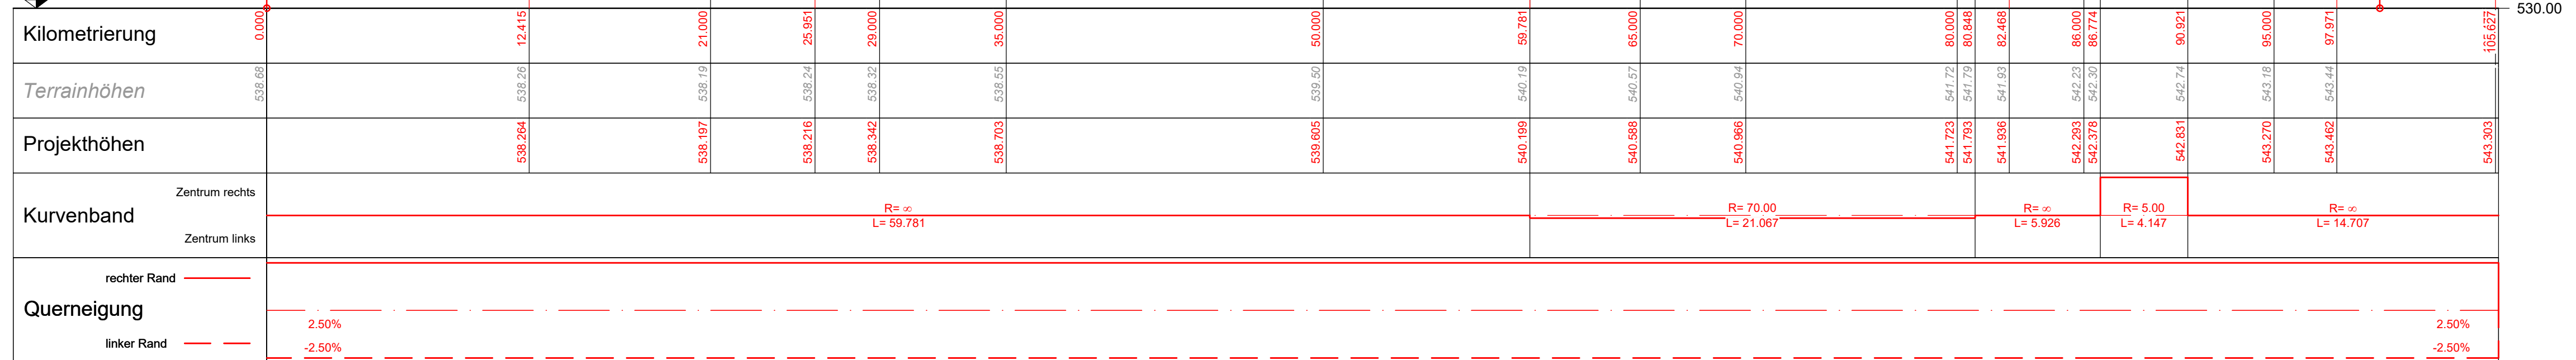 530.00
Kilometrierung
0.000 12.415 21.000 25.951 29.000 35.000 50.000 59.781 65.000 70.000 80.000 80.848 82.468 86.000 86.774 90.921 95.000 97.971 105.627
Terrainhöhen
538.68 538.26 538.19 538.24 538.32 538.55 539.50 540.19 540.57 540.94 541.72 541.79 541.93 542.23 542.30 542.74 543.18 543.44
Projekthöhen
538.264 538.197 538.216 538.342 538.703 539.605 540.199 540.588 540.966 541.723 541.793 541.936 542.293 542.378 542.831 543.270 543.462 543.303
Zentrum rechts
Kurvenband
R= ∞ R= 70.00 R= ∞ R= 5.00 R= ∞
L= 59.781 L= 21.067 L= 5.926 L= 4.147 L= 14.707
Zentrum links
rechter Rand
Querneigung
2.50% 2.50%
linker Rand
-2.50% -2.50%